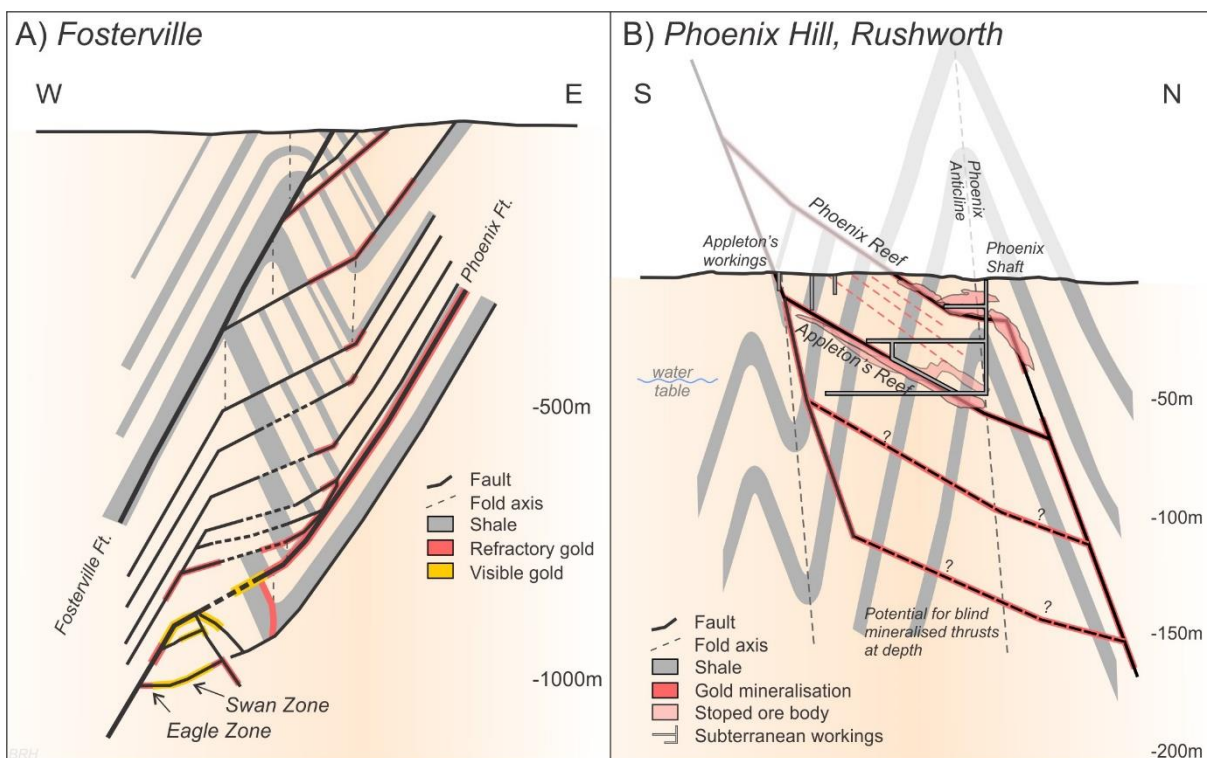 A) Fosterville
W
E
Phoenix Ft.
-500m
Fault
Fold axis
Shale
Refractory gold
Visible gold
Fosterville Ft.
-1000m
Swan Zone
Eagle Zone
BRH
B) Phoenix Hill, Rushworth
S
N
Phoenix
Anticline
Phoenix Reef
Appleton's
workings
Phoenix
Shaft
Appleton's Reef
water
table
-50m
?
?
-100m
?
?
Potential for blind
mineralised thrusts
at depth
-150m
Fault
Fold axis
Shale
Gold mineralisation
Stoped ore body
Subterranean workings
-200m